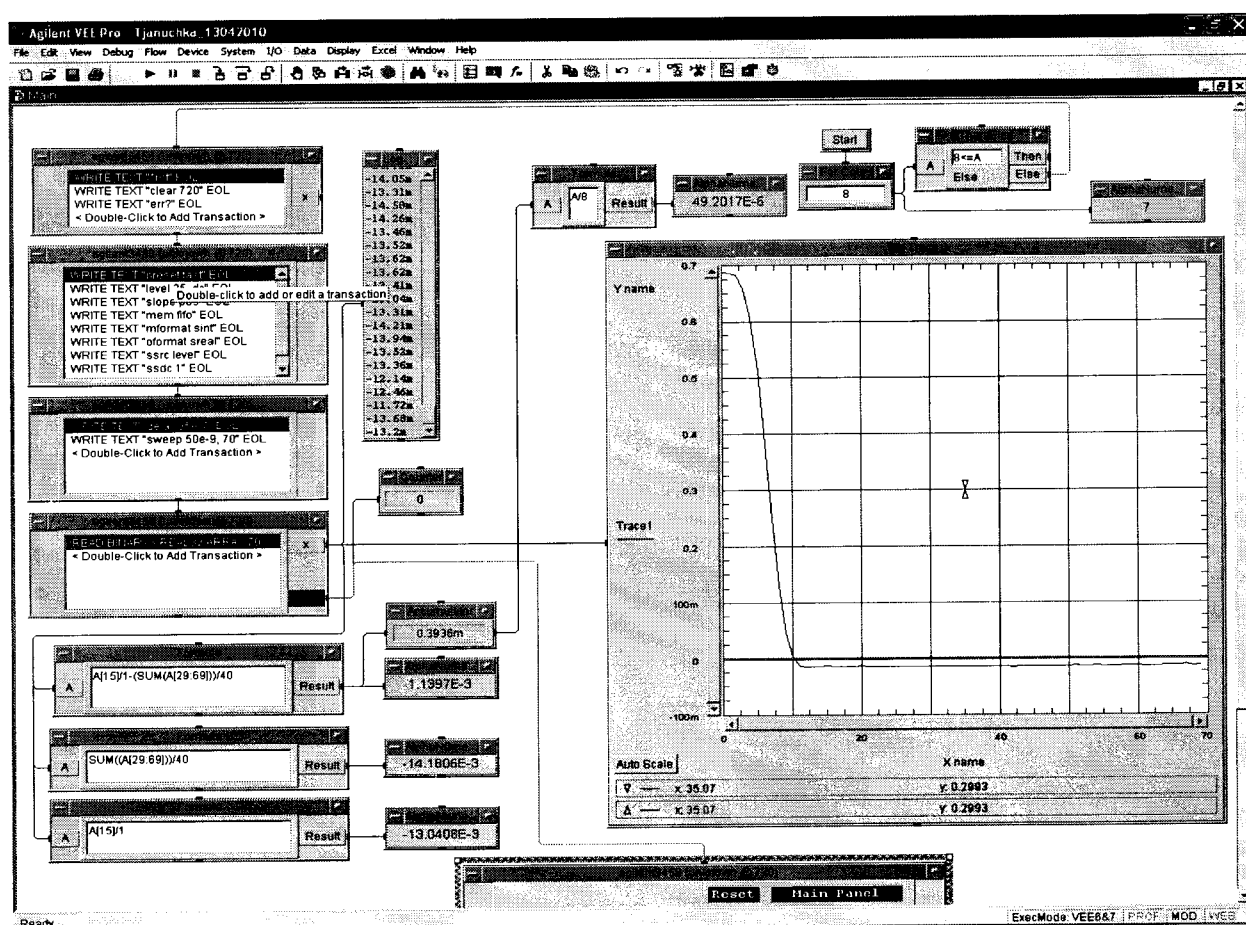 Agilent VEE Pro - Tjanuchka_13042010
File Edit View Debug Flow Device System I/O Data Display Excel Window Help
Main
WRITE TEXT "clear 720" EOL
WRITE TEXT "err?" EOL
< Double-Click to Add Transaction >
X
WRITE TEXT
Double-click to add or edit a transaction
WRITE TEXT "mem fifo" EOL
WRITE TEXT "mformat sint" EOL
WRITE TEXT "oformat sreal" EOL
WRITE TEXT "ssrc level" EOL
WRITE TEXT "ssdc 1" EOL
WRITE TEXT "sweep 50e-9, 70" EOL
< Double-Click to Add Transaction >
X
< Double-Click to Add Transaction >
-14.05m
-13.31m
-14.50m
-14.26m
-13.46m
-13.52m
-13.62m
-13.62m
-13.31m
-14.21m
-13.94m
-13.52m
-13.36m
-12.14m
-12.46m
-11.72m
-13.68m
-13.2m
0
A
A/8
Result
49.2017E-6
Start
8
A
8<=A
Then
Else
Else
7
Y name
0.7
0.6
0.5
0.4
0.3
0.2
100m
0
-100m
Trace1
0
20
40
60
70
X name
Auto Scale
x: 35.07
y: 0.2993
x: 35.07
y: 0.2993
0.3936m
A
A[15]/1-(SUM(A[29:69]))/40
Result
1.1397E-3
A
SUM((A[29:69]))/40
Result
-14.1806E-3
A
A[15]/1
Result
-13.0408E-3
Reset
Main Panel
Ready
ExecMode: VEE6&7
PROF
MOD
WEB